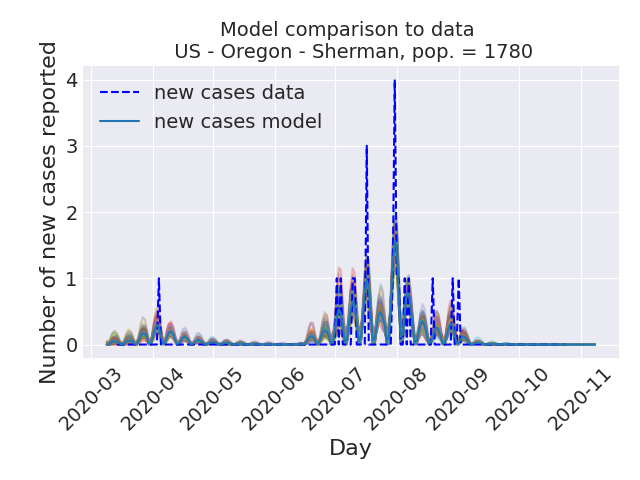 Model comparison to data
US - Oregon - Sherman, pop. = 1780
Number of new cases reported
4
3
2
1
0
new cases data
new cases model
2020-03
2020-04
2020-05
2020-06
2020-07
2020-08
2020-09
2020-10
2020-11
Day